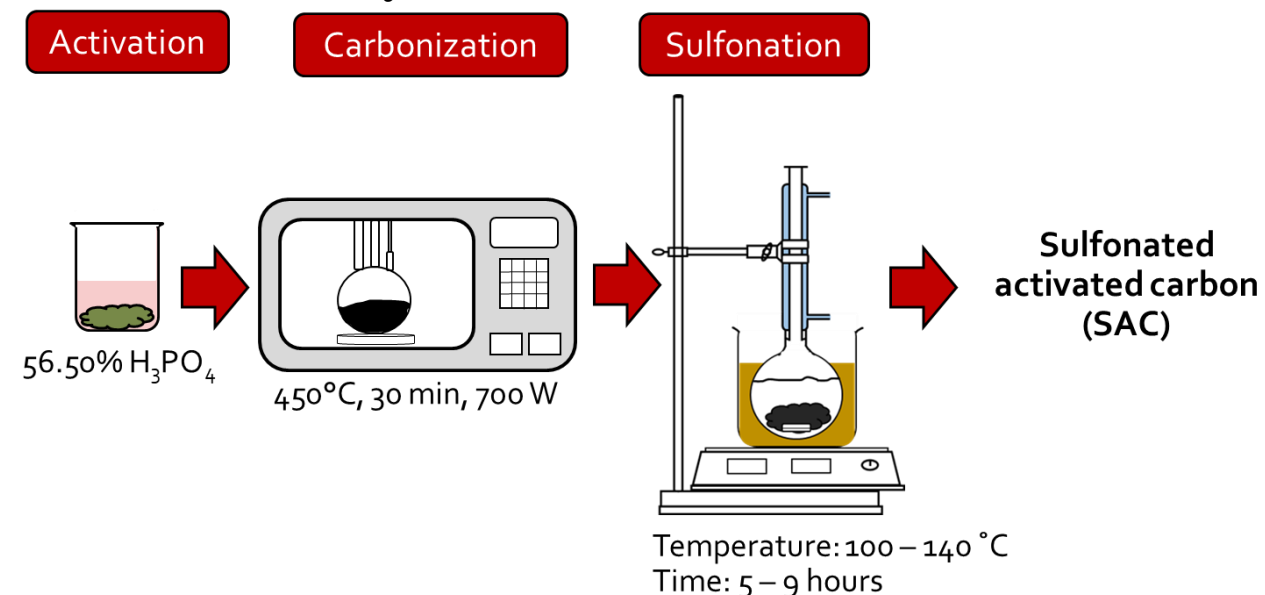 Activation
Carbonization
Sulfonation
56.50% H₃PO₄
450°C, 30 min, 700 W
Sulfonated
activated carbon
(SAC)
Temperature: 100 – 140 ˚C
Time: 5 – 9 hours